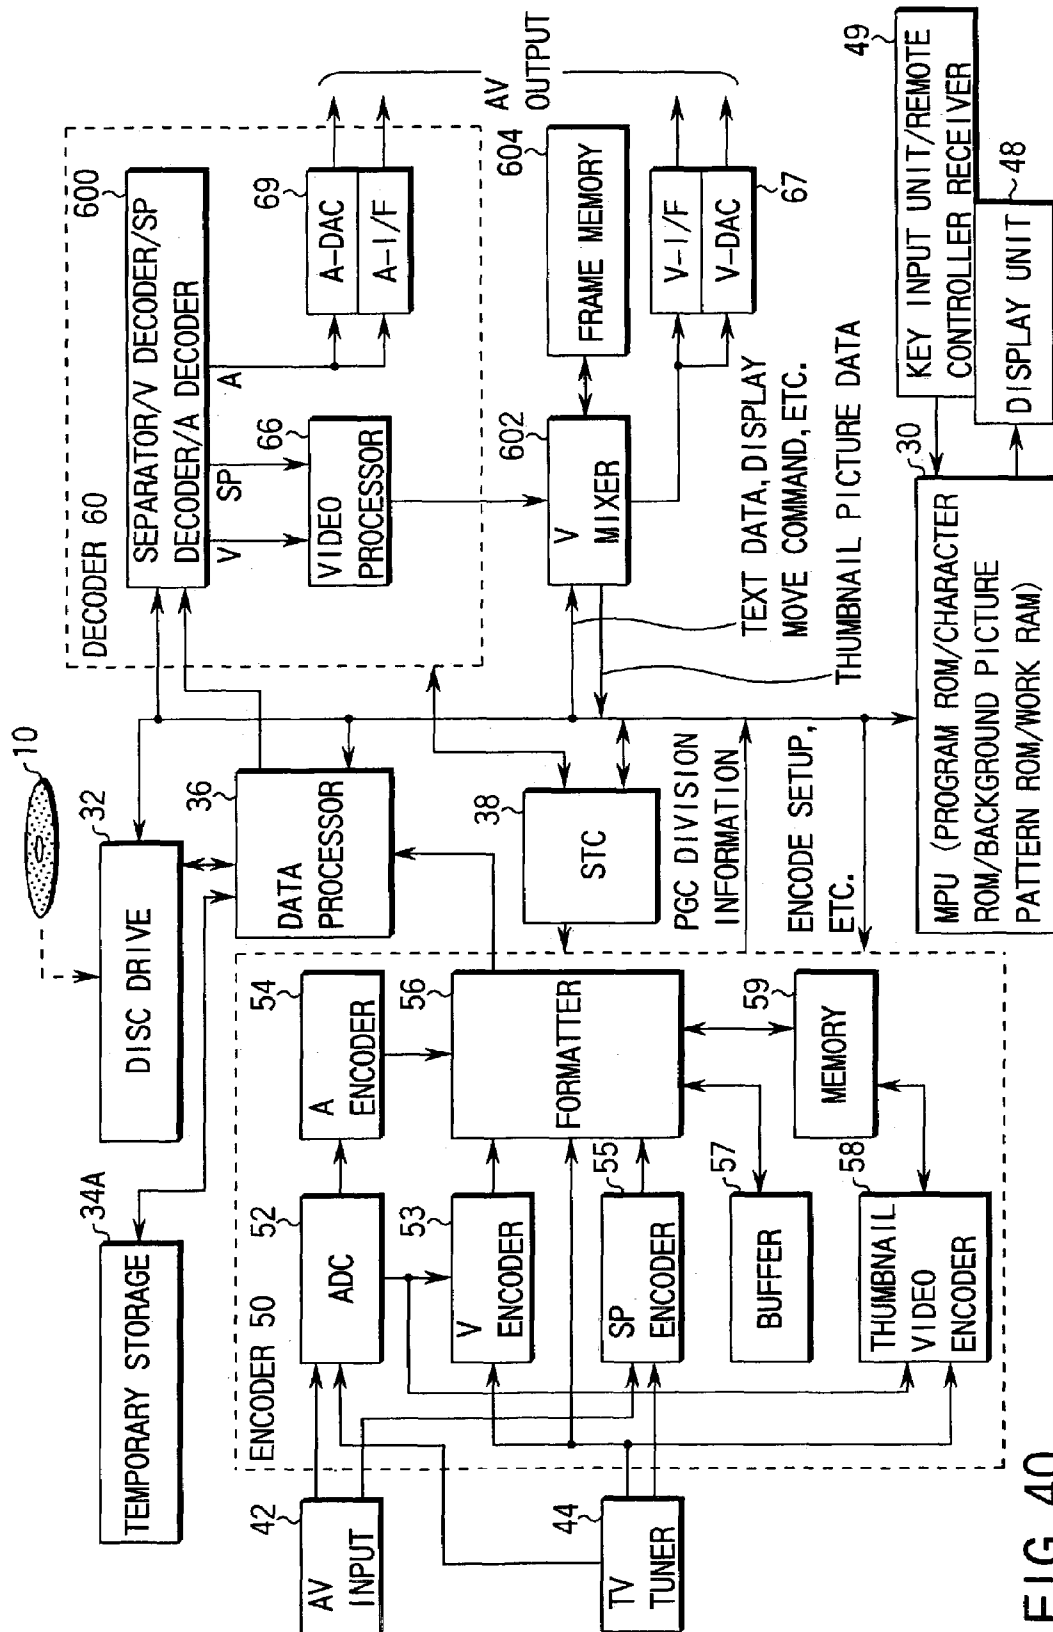 10
34A
TEMPORARY STORAGE
32
DISC DRIVE
36
DATA
PROCESSOR
DECODER 60
600
SEPARATOR/V DECODER/SP
DECODER/A DECODER
V
SP
A
66
VIDEO
PROCESSOR
69
A-DAC
A-I/F
AV
OUTPUT
ENCODER 50
42
AV
INPUT
52
ADC
54
A
ENCODER
53
V
ENCODER
56
FORMATTER
38
STC
602
V
MIXER
604
FRAME MEMORY
V-I/F
V-DAC
67
44
TV
TUNER
55
SP
ENCODER
57
BUFFER
59
MEMORY
58
THUMBNAIL
VIDEO
ENCODER
PGC DIVISION
INFORMATION
ENCODE SETUP,
ETC.
TEXT DATA, DISPLAY
MOVE COMMAND, ETC.
THUMBNAIL PICTURE DATA
30
MPU (PROGRAM ROM/CHARACTER
ROM/BACKGROUND PICTURE
PATTERN ROM/WORK RAM)
49
KEY INPUT UNIT/REMOTE
CONTROLLER RECEIVER
48
DISPLAY UNIT
FIG. 40